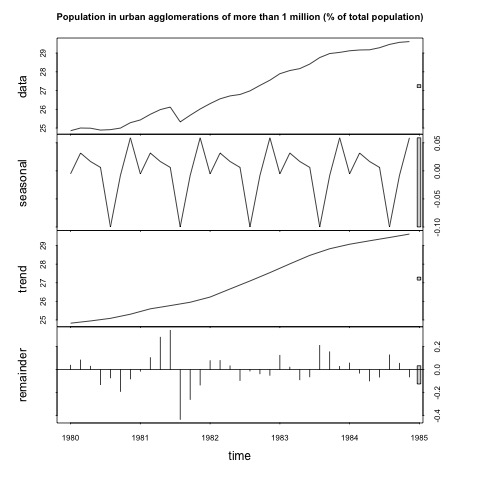 Population in urban agglomerations of more than 1 million (% of total population)
data
25 26 27 28 29
seasonal
-0.10 -0.05 0.00 0.05
trend
25 26 27 28 29
remainder
-0.4 -0.2 0.0 0.2
1980 1981 1982 1983 1984 1985
time